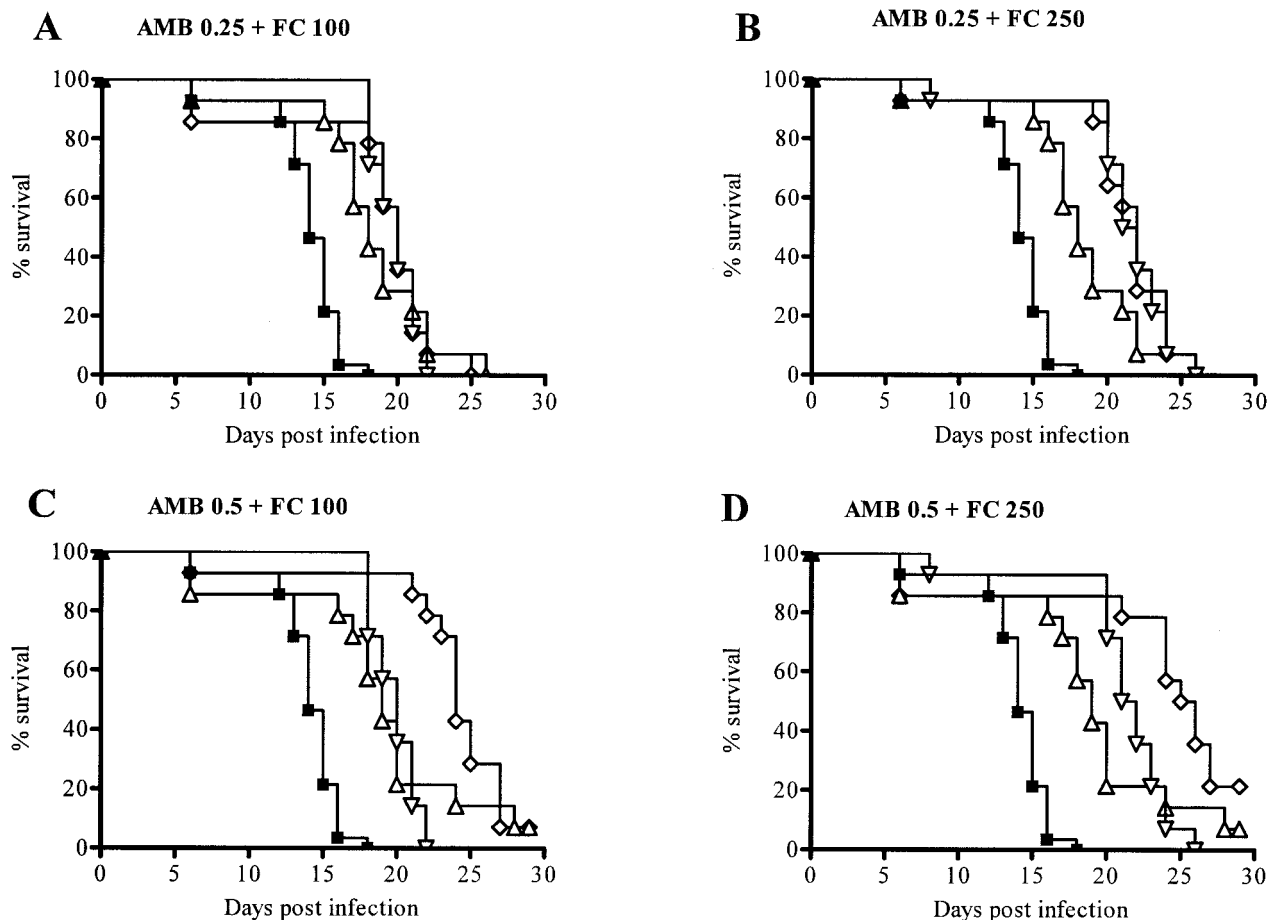 A
AMB 0.25 + FC 100
100
80
60
40
20
0
% survival
0 5 10 15 20 25 30
Days post infection
B
AMB 0.25 + FC 250
100
80
60
40
20
0
% survival
0 5 10 15 20 25 30
Days post infection
C
AMB 0.5 + FC 100
100
80
60
40
20
0
% survival
0 5 10 15 20 25 30
Days post infection
D
AMB 0.5 + FC 250
100
80
60
40
20
0
% survival
0 5 10 15 20 25 30
Days post infection